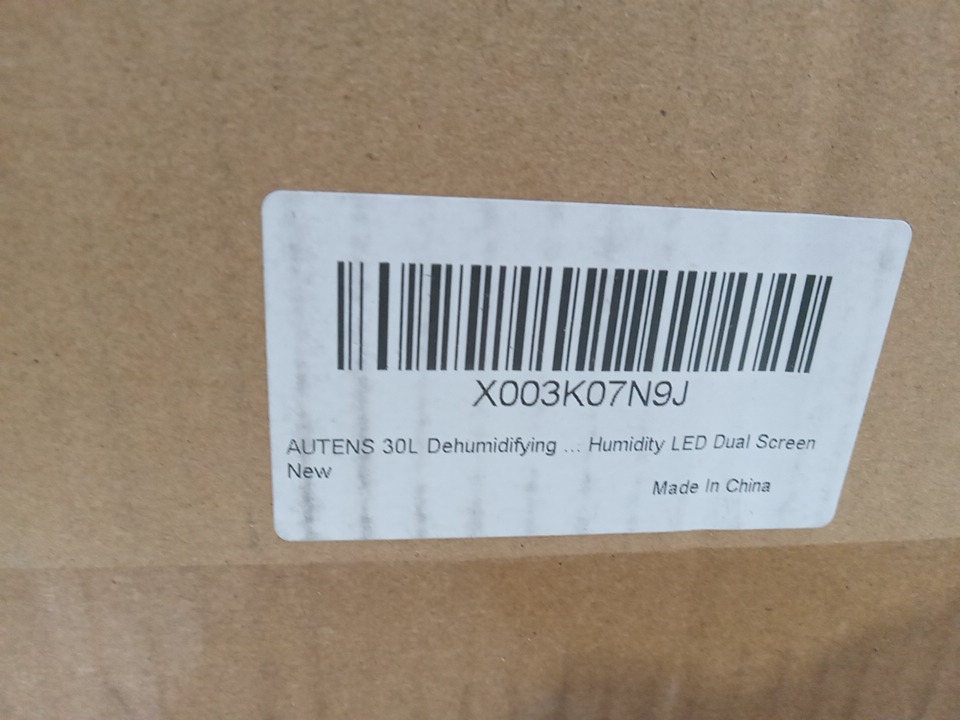 X003K07N9J
AUTENS 30L Dehumidifying ... Humidity LED Dual Screen
New
Made In China